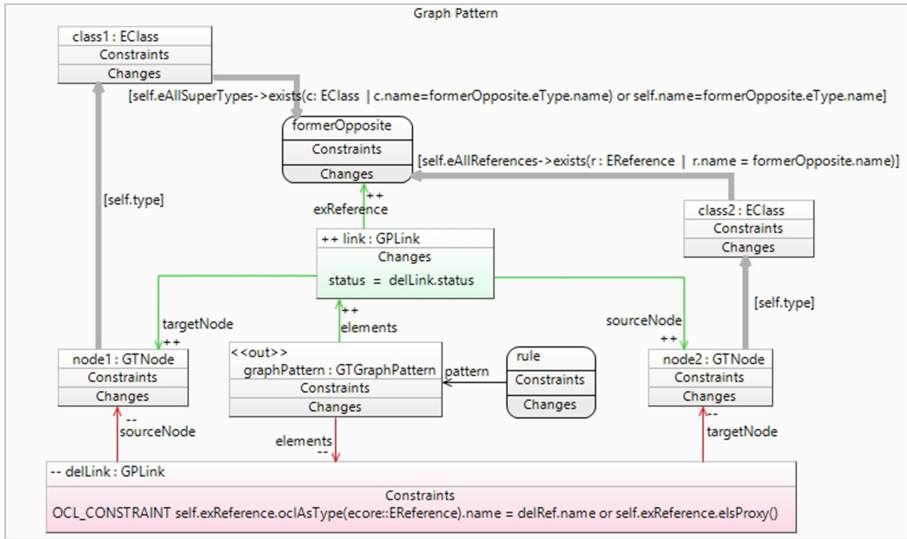 Graph Pattern
class1 : EClass
Constraints
Changes
[self.eAllSuperTypes->exists(c: EClass | c.name=formerOpposite.eType.name) or self.name=formerOpposite.eType.name]
formerOpposite
Constraints
Changes
[self.eAllReferences->exists(r : EReference | r.name = formerOpposite.name)]
++
exReference
[self.type]
class2 : EClass
Constraints
Changes
++ link : GPLink
Changes
status = delLink.status
[self.type]
++
elements
targetNode
++
sourceNode
++
<<out>>
graphPattern : GTGraphPattern
Constraints
Changes
pattern
rule
Constraints
Changes
node1 : GTNode
Constraints
Changes
node2 : GTNode
Constraints
Changes
--
sourceNode
elements
--
--
targetNode
-- delLink : GPLink
Constraints
OCL_CONSTRAINT self.exReference.oclAsType(ecore::EReference).name = delRef.name or self.exReference.eIsProxy()